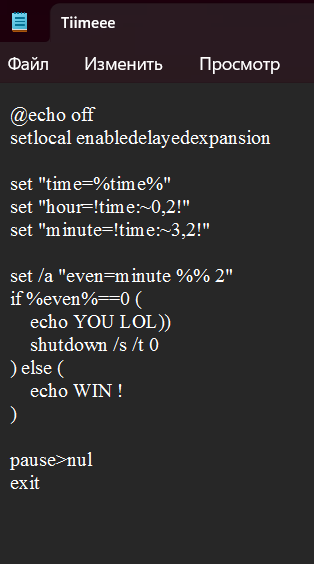 Tiimeee
Файл Изменить Просмотр
@echo off
setlocal enabledelayedexpansion
set "time=%time%"
set "hour=!time:~0,2!"
set "minute=!time:~3,2!"
set /a "even=minute %% 2"
if %even%==0 (
echo YOU LOL))
shutdown /s /t 0
) else (
echo WIN !
)
pause>nul
exit